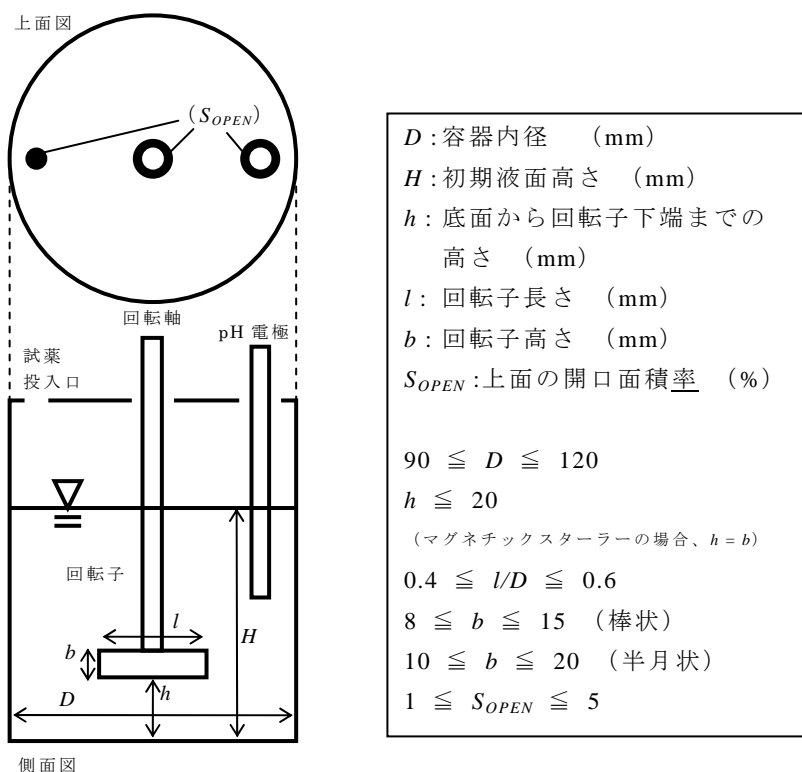 上面図
(S_OPEN)
回転軸
pH 電極
試薬
投入口
回転子
l
b
H
h
D
側面図
D：容器内径 （mm）
H：初期液面高さ （mm）
h：底面から回転子下端までの
高さ （mm）
l：回転子長さ （mm）
b：回転子高さ （mm）
S_OPEN：上面の開口面積率 （%）
90 ≦ D ≦ 120
h ≦ 20
（マグネチックスターラーの場合、h = b）
0.4 ≦ l/D ≦ 0.6
8 ≦ b ≦ 15 （棒状）
10 ≦ b ≦ 20 （半月状）
1 ≦ S_OPEN ≦ 5